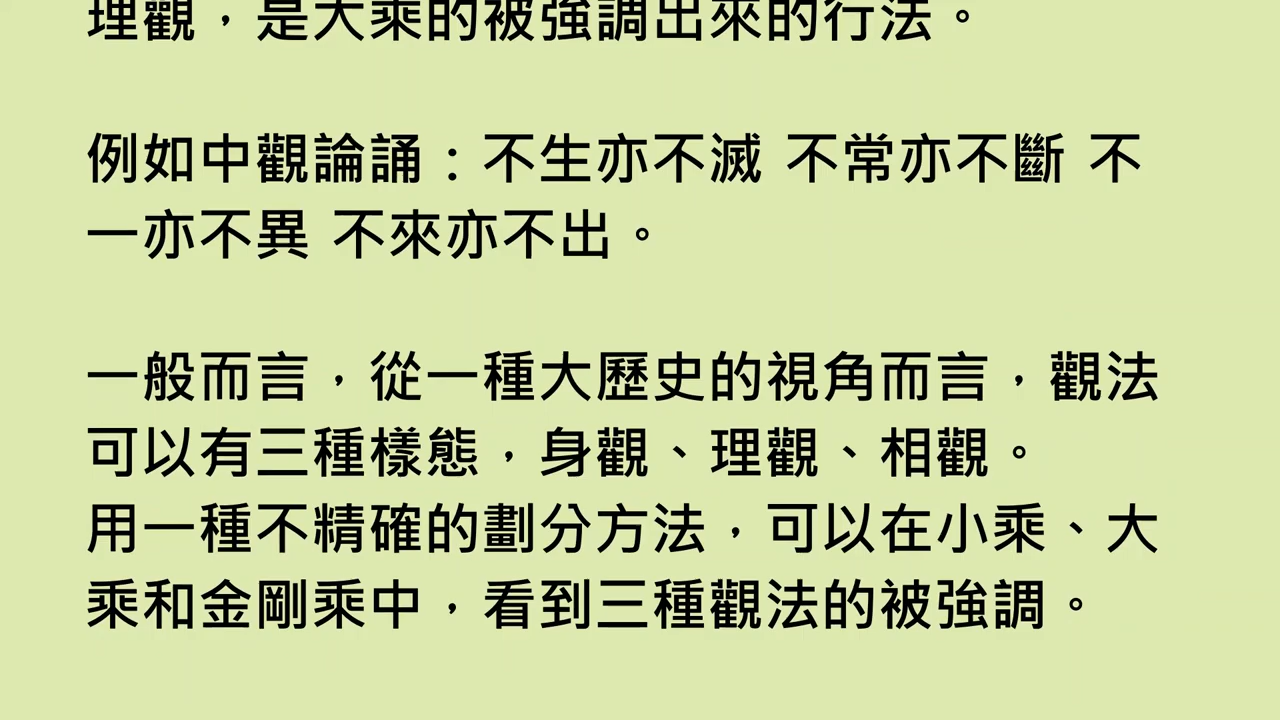 理觀，是大乘的被強調出來的行法。
例如中觀論誦：不生亦不滅 不常亦不斷 不
一亦不異 不來亦不出。
一般而言，從一種大歷史的視角而言，觀法
可以有三種樣態，身觀、理觀、相觀。
用一種不精確的劃分方法，可以在小乘、大
乘和金剛乘中，看到三種觀法的被強調。